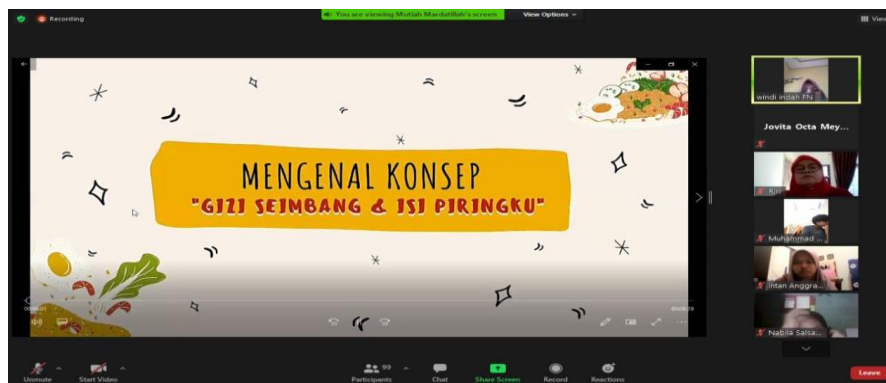 Recording
You are viewing Mutiah Mardatillah's screen
View Options
View
MENGENAL KONSEP
"GIZI SEIMBANG & ISI PIRINGKU"
windi indah FN
Jovita Octa Mey...
Muhammad ...
Intan Anggra...
Nabila Salsa...
Unmute
Start Video
Participants
99
Chat
Share Screen
Record
Reactions
Leave